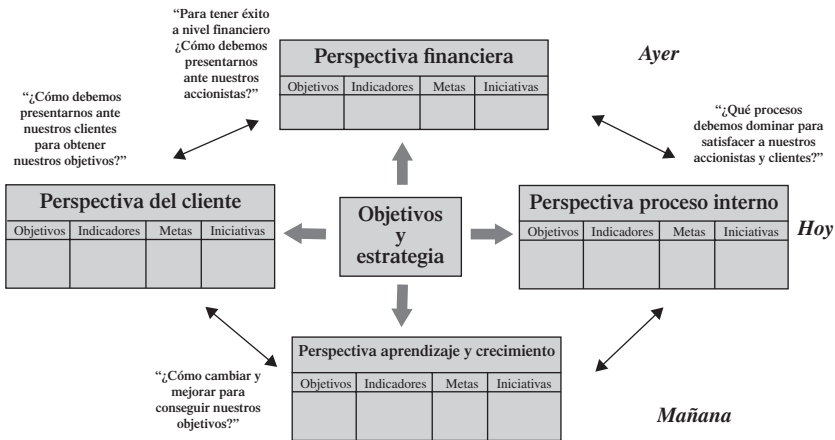 “Para tener éxito
a nivel financiero
¿Cómo debemos
presentarnos
ante nuestros
accionistas?”
Perspectiva financiera
Objetivos Indicadores Metas Iniciativas
Ayer
“¿Cómo debemos
presentarnos ante
nuestros clientes
para obtener
nuestros objetivos?”
“¿Qué procesos
debemos dominar para
satisfacer a nuestros
accionistas y clientes?”
Perspectiva del cliente
Objetivos Indicadores Metas Iniciativas
Objetivos
y
estrategia
Perspectiva proceso interno
Objetivos Indicadores Metas Iniciativas
Hoy
Perspectiva aprendizaje y crecimiento
Objetivos Indicadores Metas Iniciativas
“¿Cómo cambiar y
mejorar para
conseguir nuestros
objetivos?”
Mañana